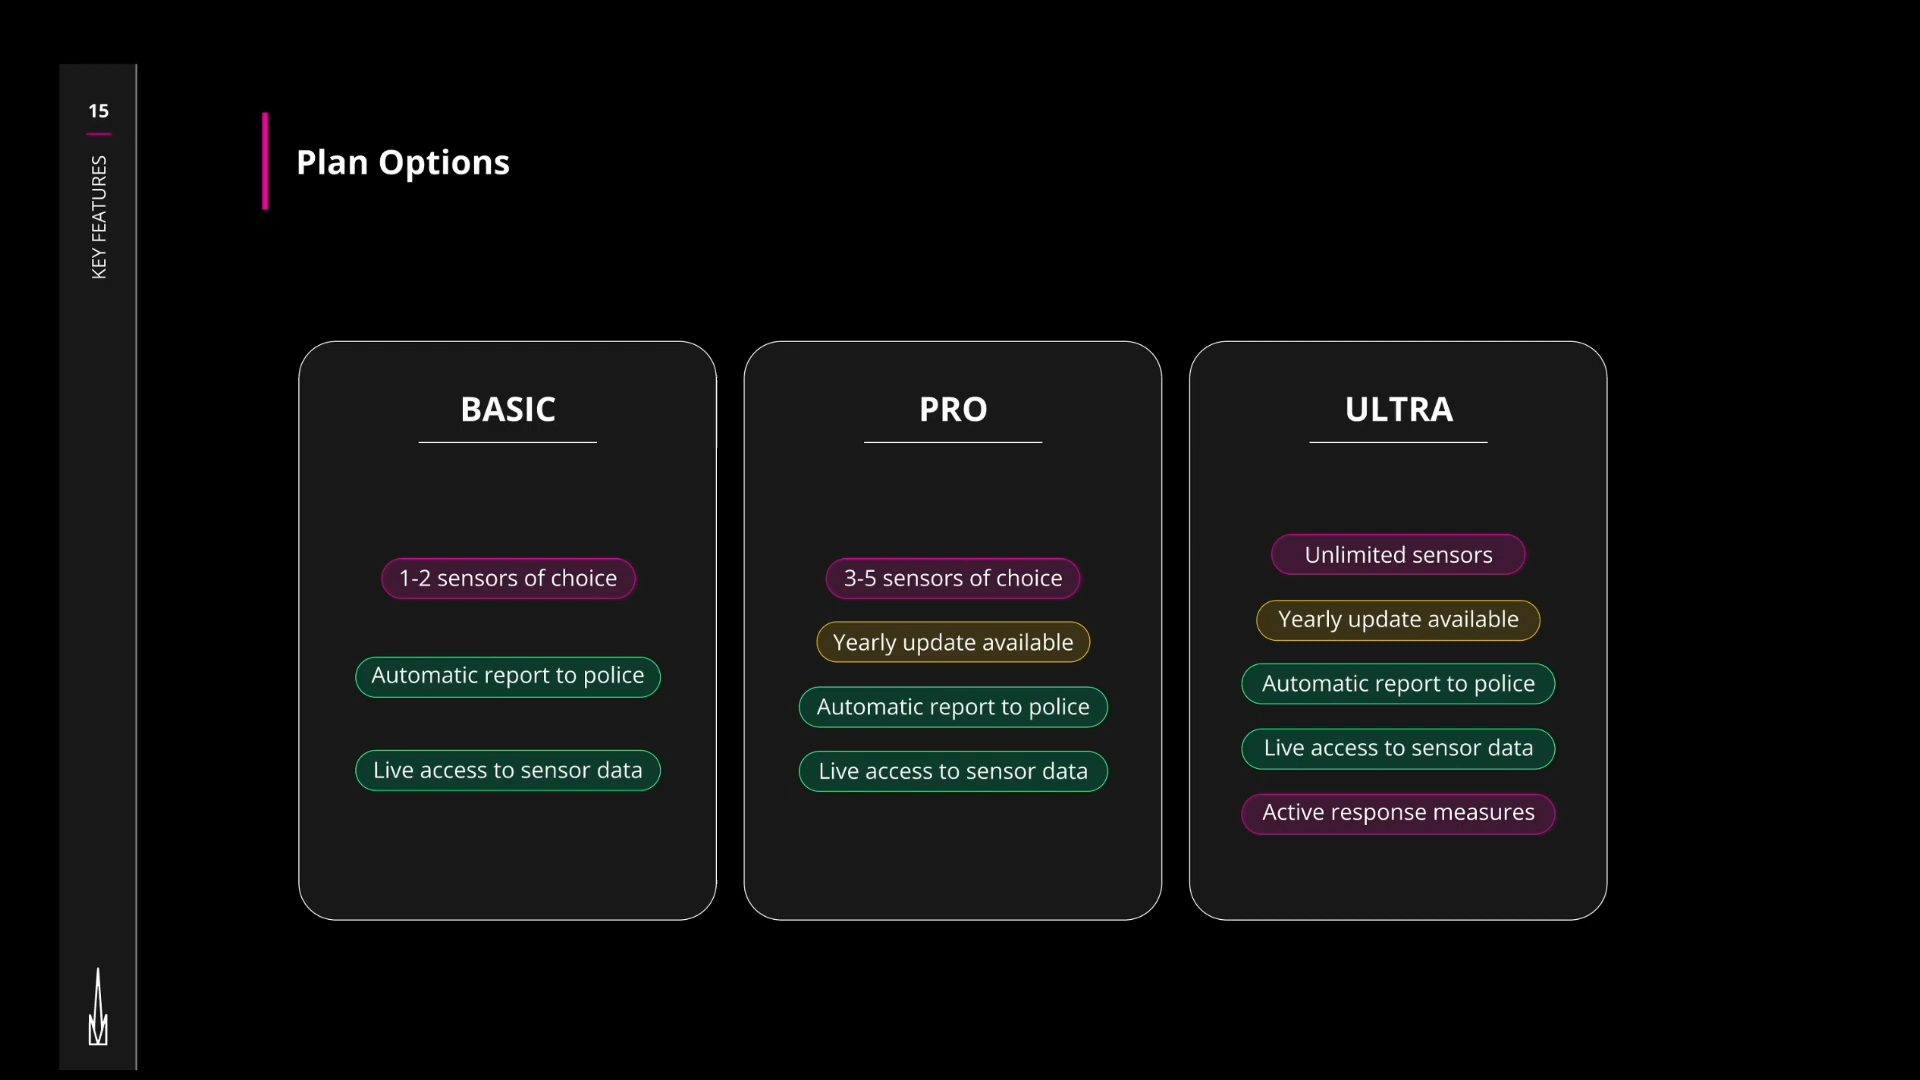 15
KEY FEATURES
Plan Options
BASIC
1-2 sensors of choice
Automatic report to police
Live access to sensor data
PRO
3-5 sensors of choice
Yearly update available
Automatic report to police
Live access to sensor data
ULTRA
Unlimited sensors
Yearly update available
Automatic report to police
Live access to sensor data
Active response measures